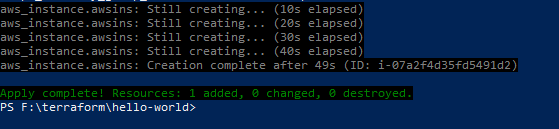 aws_instance.awsins: Still creating... (10s elapsed)
aws_instance.awsins: Still creating... (20s elapsed)
aws_instance.awsins: Still creating... (30s elapsed)
aws_instance.awsins: Still creating... (40s elapsed)
aws_instance.awsins: Creation complete after 49s (ID: i-07a2f4d35fd5491d2)
Apply complete! Resources: 1 added, 0 changed, 0 destroyed.
PS F:\terraform\hello-world>